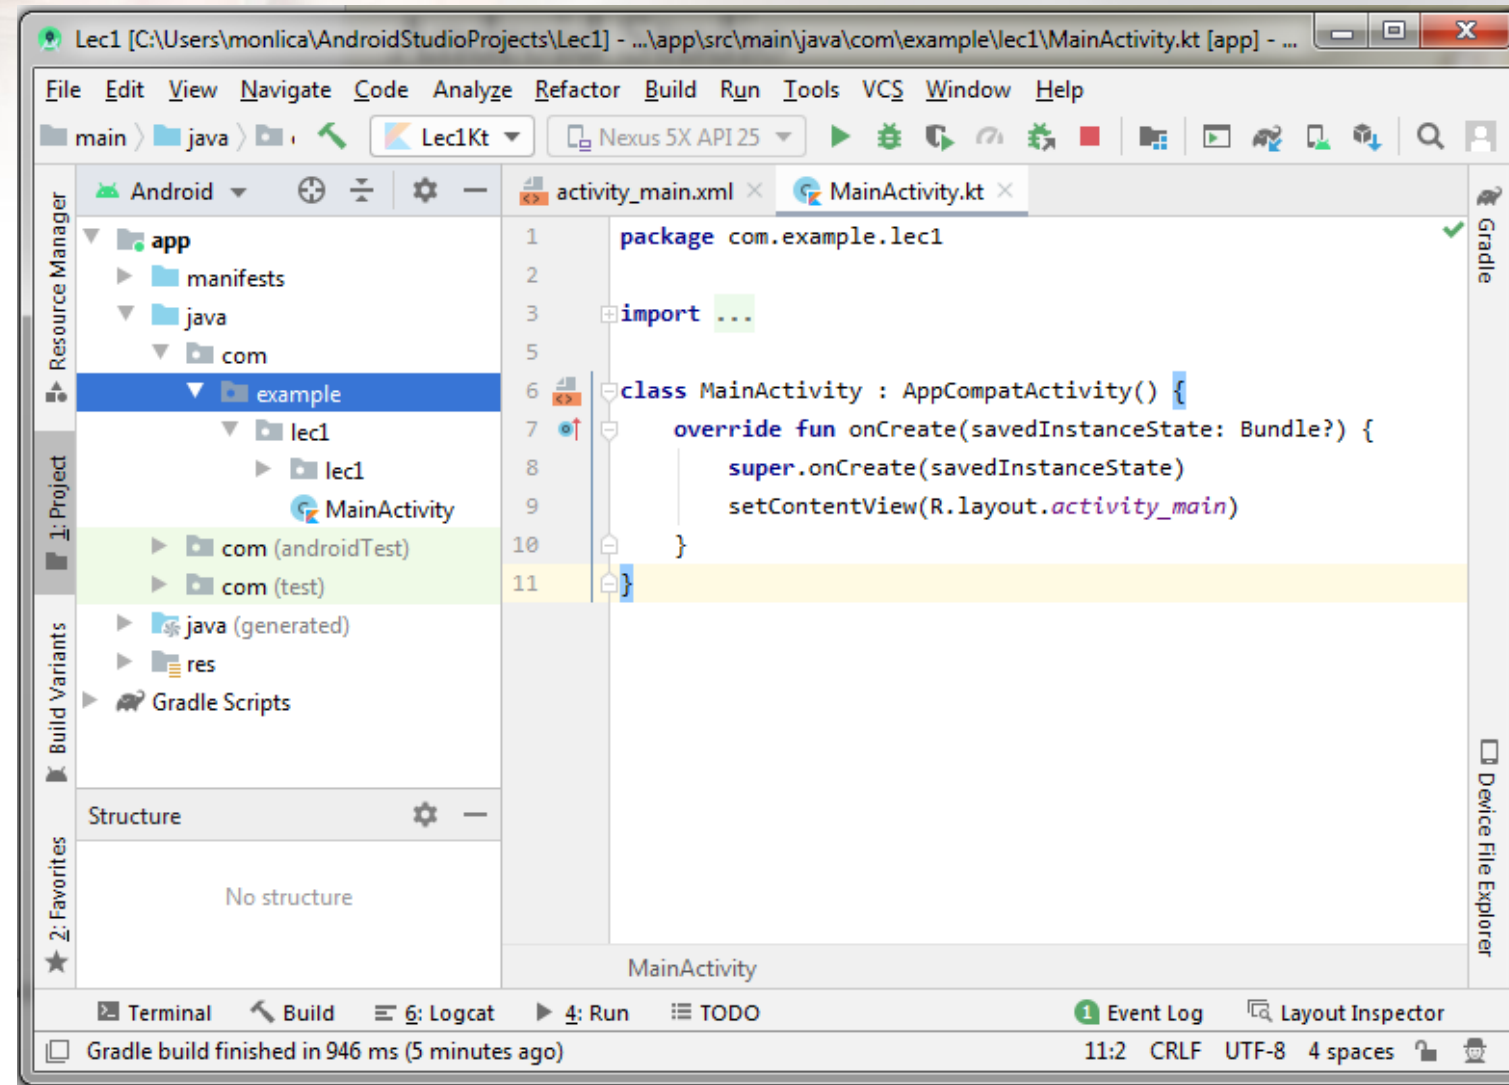 Lec1 [C:\Users\monlica\AndroidStudioProjects\Lec1] - ...\app\src\main\java\com\example\lec1\MainActivity.kt [app] - ...
File Edit View Navigate Code Analyze Refactor Build Run Tools VCS Window Help
main java Lec1Kt Nexus 5X API 25
Resource Manager
1: Project
Build Variants
2: Favorites
Android
app
manifests
java
com
example
lec1
lec1
MainActivity
com (androidTest)
com (test)
java (generated)
res
Gradle Scripts
Structure
No structure
activity_main.xml MainActivity.kt
1 package com.example.lec1
2
3 import ...
5
6 class MainActivity : AppCompatActivity() {
7 override fun onCreate(savedInstanceState: Bundle?) {
8 super.onCreate(savedInstanceState)
9 setContentView(R.layout.activity_main)
10 }
11 }
MainActivity
Gradle
Device File Explorer
Terminal Build 6: Logcat 4: Run TODO 1 Event Log Layout Inspector
Gradle build finished in 946 ms (5 minutes ago) 11:2 CRLF UTF-8 4 spaces